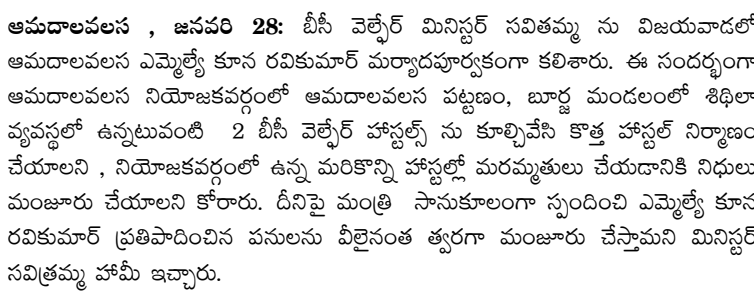 ఆమదాలవలస , జనవరి 28: బీసీ వెల్ఫేర్ మినిస్టర్ సవితమ్మ ను విజయవాడలో
ఆమదాలవలస ఎమ్మెల్యే కూన రవికుమార్ మర్యాదపూర్వకంగా కలిశారు. ఈ సందర్భంగా
ఆమదాలవలస నియోజకవర్గంలో ఆమదాలవలస పట్టణం, బూర్జ మండలంలో శిథిలా
వ్యవస్థలో ఉన్నటువంటి 2 బీసీ వెల్ఫేర్ హాస్టల్స్ ను కూల్చివేసి కొత్త హాస్టల్ నిర్మాణం
చేయాలని , నియోజకవర్గంలో ఉన్న మరికొన్ని హాస్టల్లో మరమ్మతులు చేయడానికి నిధులు
మంజూరు చేయాలని కోరారు. దీనిపై మంత్రి సానుకూలంగా స్పందించి ఎమ్మెల్యే కూన
రవికుమార్ ప్రతిపాదించిన పనులను వీలైనంత త్వరగా మంజూరు చేస్తామని మినిస్టర్
సవిత్రమ్మ హామీ ఇచ్చారు.